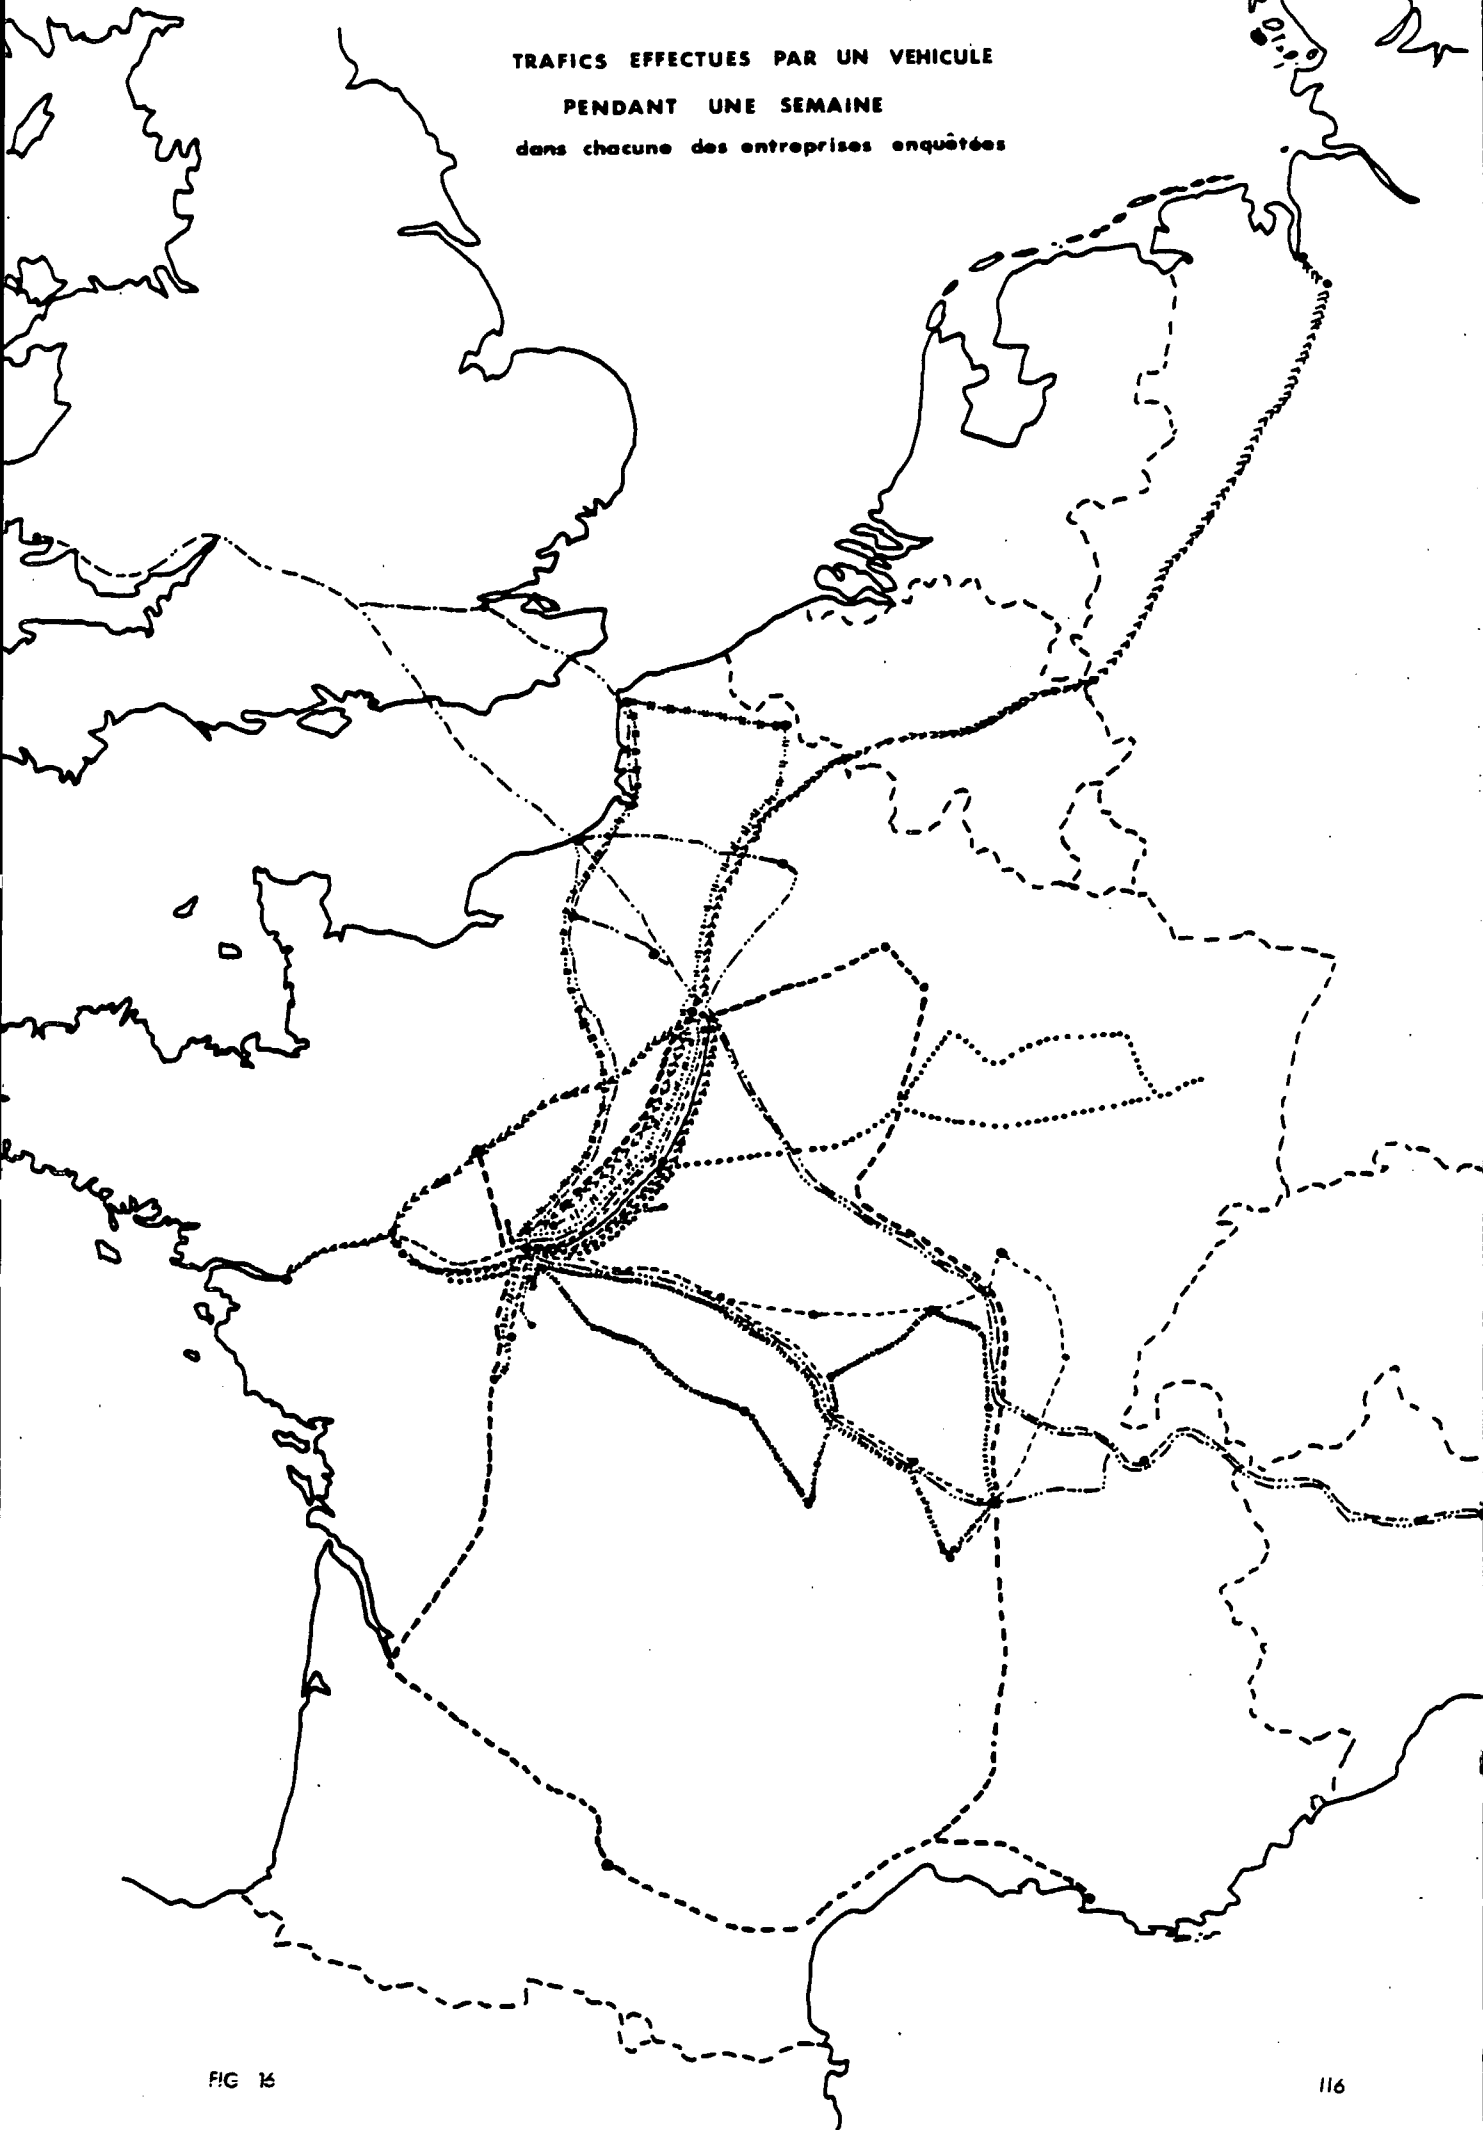 TRAFICS EFFECTUES PAR UN VEHICULE
PENDANT UNE SEMAINE
dans chacune des entreprises enquêtées
FIG 16
116